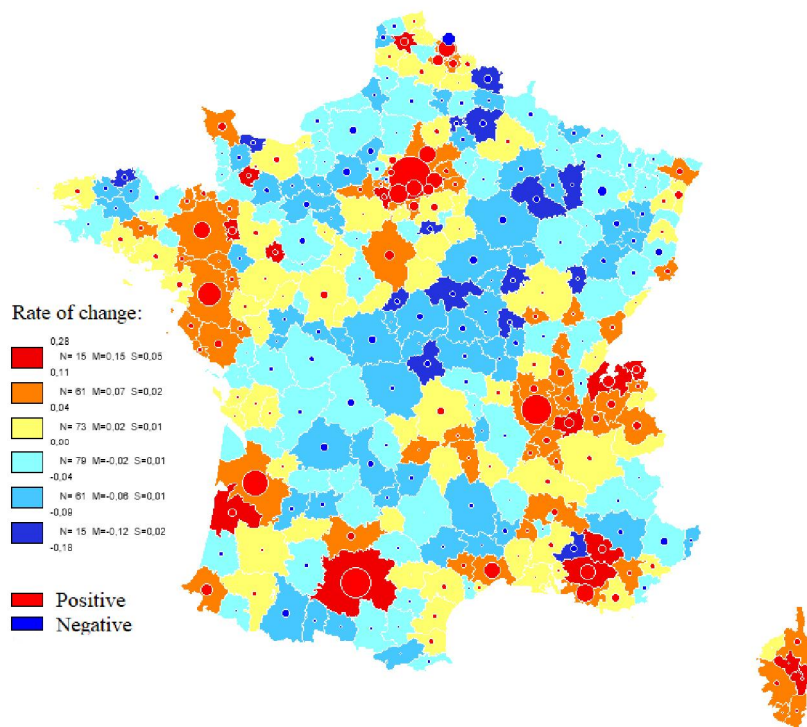 Rate of change:
0,28
N= 15 M=0,15 S=0,05
0,11
N= 61 M=0,07 S=0,02
0,04
N= 73 M=0,02 S=0,01
0,00
N= 79 M=-0,02 S=0,01
-0,04
N= 61 M=-0,06 S=0,01
-0,09
N= 15 M=-0,12 S=0,02
-0,18
Positive
Negative